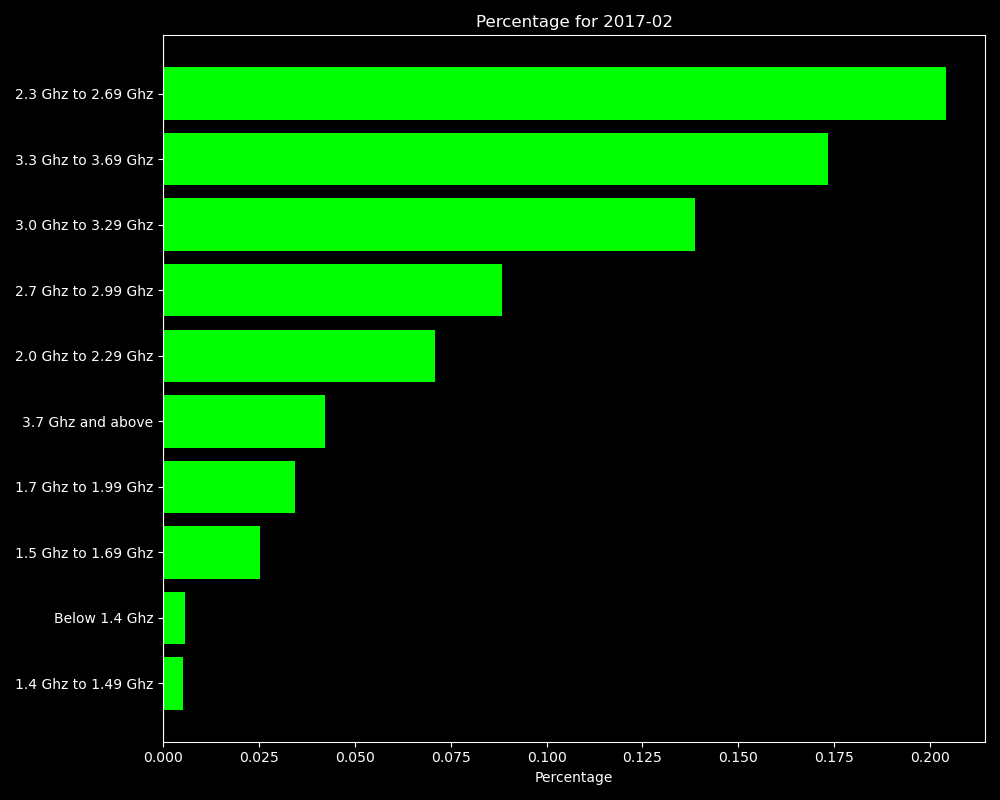 Percentage for 2017-02
2.3 Ghz to 2.69 Ghz
3.3 Ghz to 3.69 Ghz
3.0 Ghz to 3.29 Ghz
2.7 Ghz to 2.99 Ghz
2.0 Ghz to 2.29 Ghz
3.7 Ghz and above
1.7 Ghz to 1.99 Ghz
1.5 Ghz to 1.69 Ghz
Below 1.4 Ghz
1.4 Ghz to 1.49 Ghz
0.000 0.025 0.050 0.075 0.100 0.125 0.150 0.175 0.200
Percentage